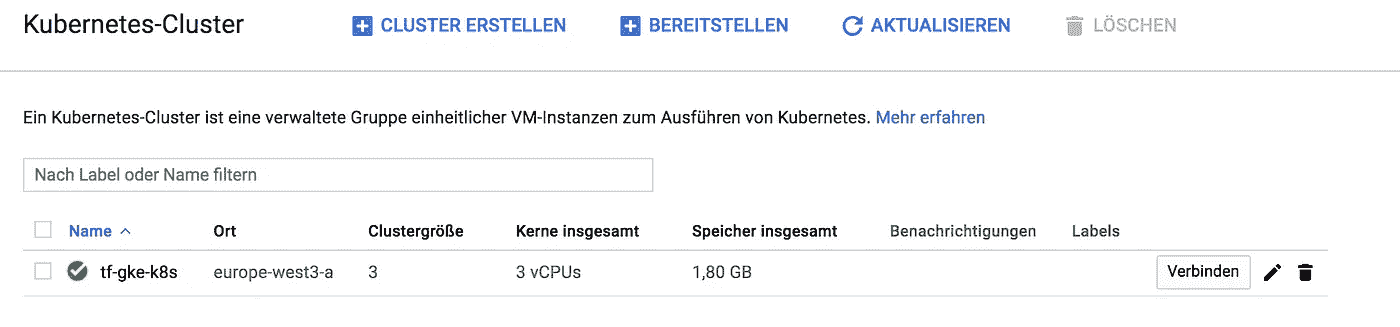 Kubernetes-Cluster CLUSTER ERSTELLEN BEREITSTELLEN AKTUALISIEREN LÖSCHEN
Ein Kubernetes-Cluster ist eine verwaltete Gruppe einheitlicher VM-Instanzen zum Ausführen von Kubernetes. Mehr erfahren
Nach Label oder Name filtern
Name Ort Clustergröße Kerne insgesamt Speicher insgesamt Benachrichtigungen Labels
tf-gke-k8s europe-west3-a 3 3 vCPUs 1,80 GB Verbinden